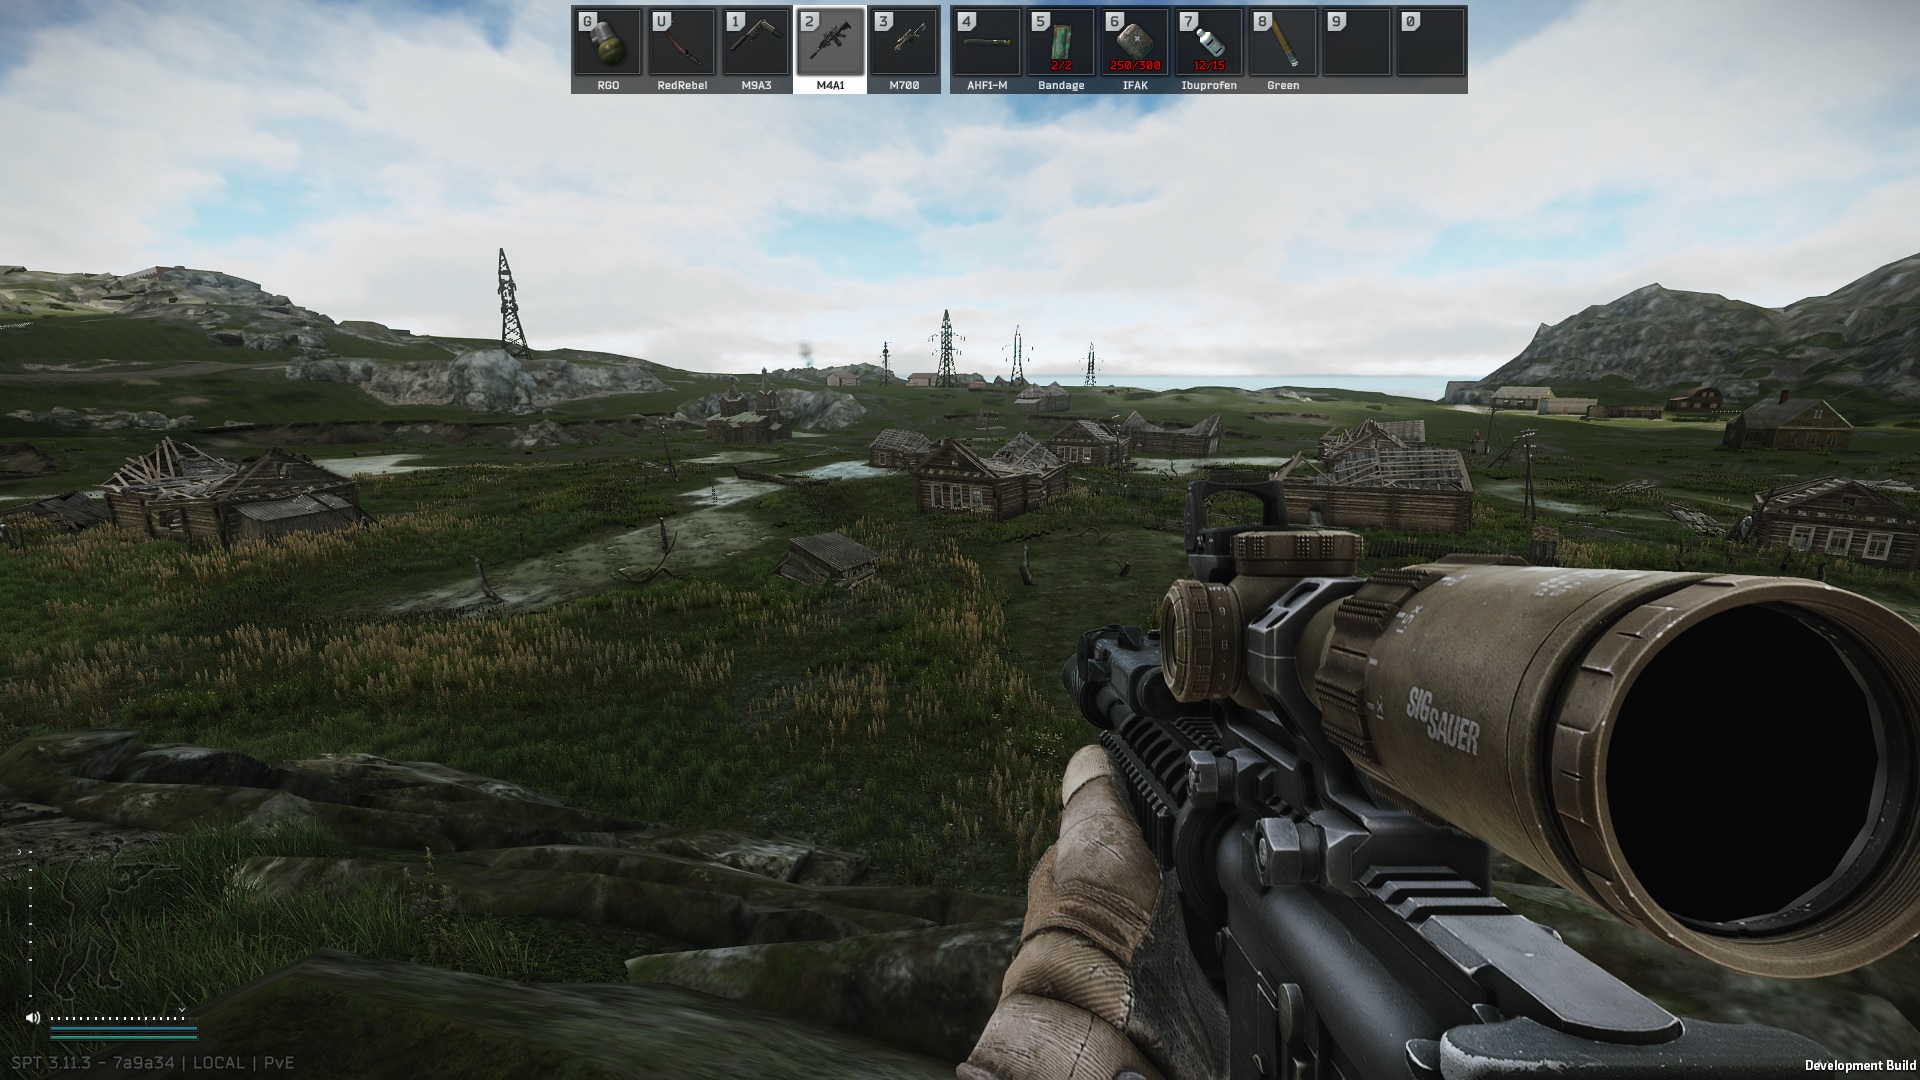 G
U
1
2
3
4
5
6
7
8
9
0
2/2
250/300
12/15
RGO
RedRebel
M9A3
M4A1
M700
AHF1-M
Bandage
IFAK
Ibuprofen
Green
SIG
SAUER
SPT 3.11.3 - 7a9a34 | LOCAL | PvE
Development Build